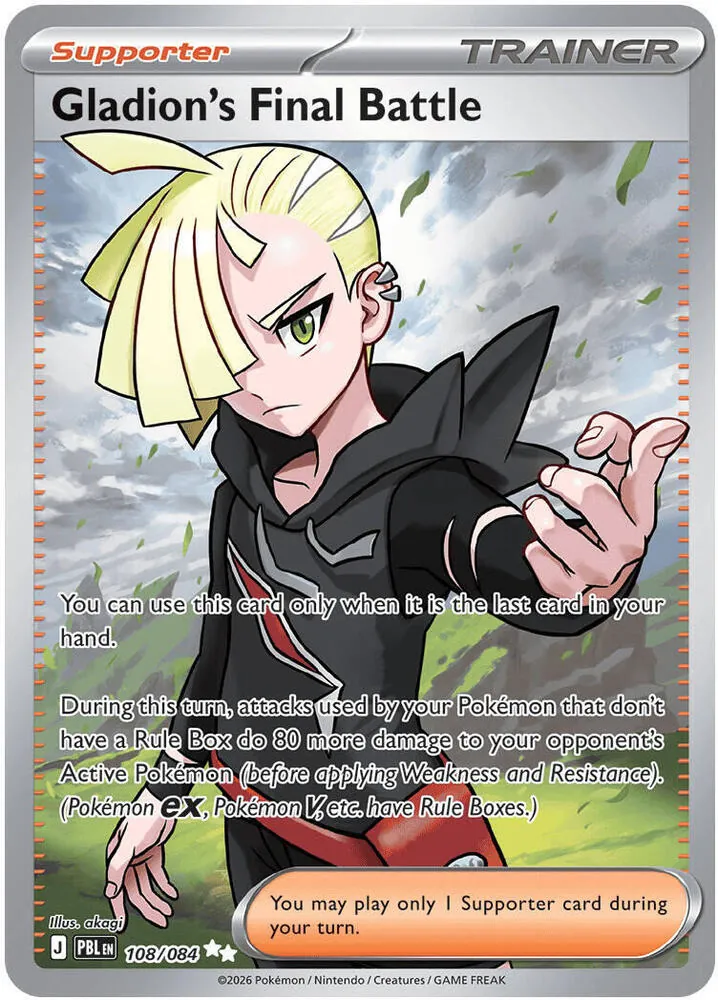 Supporter
TRAINER
Gladion's Final Battle
You can use this card only when it is the last card in your
hand.
During this turn, attacks used by your Pokémon that don't
have a Rule Box do 80 more damage to your opponent's
Active Pokémon (before applying Weakness and Resistance).
(Pokémon ex, Pokémon V, etc. have Rule Boxes.)
You may play only 1 Supporter card during
your turn.
Illus. akagi
J PBL EN 108/084
©2026 Pokémon / Nintendo / Creatures / GAME FREAK